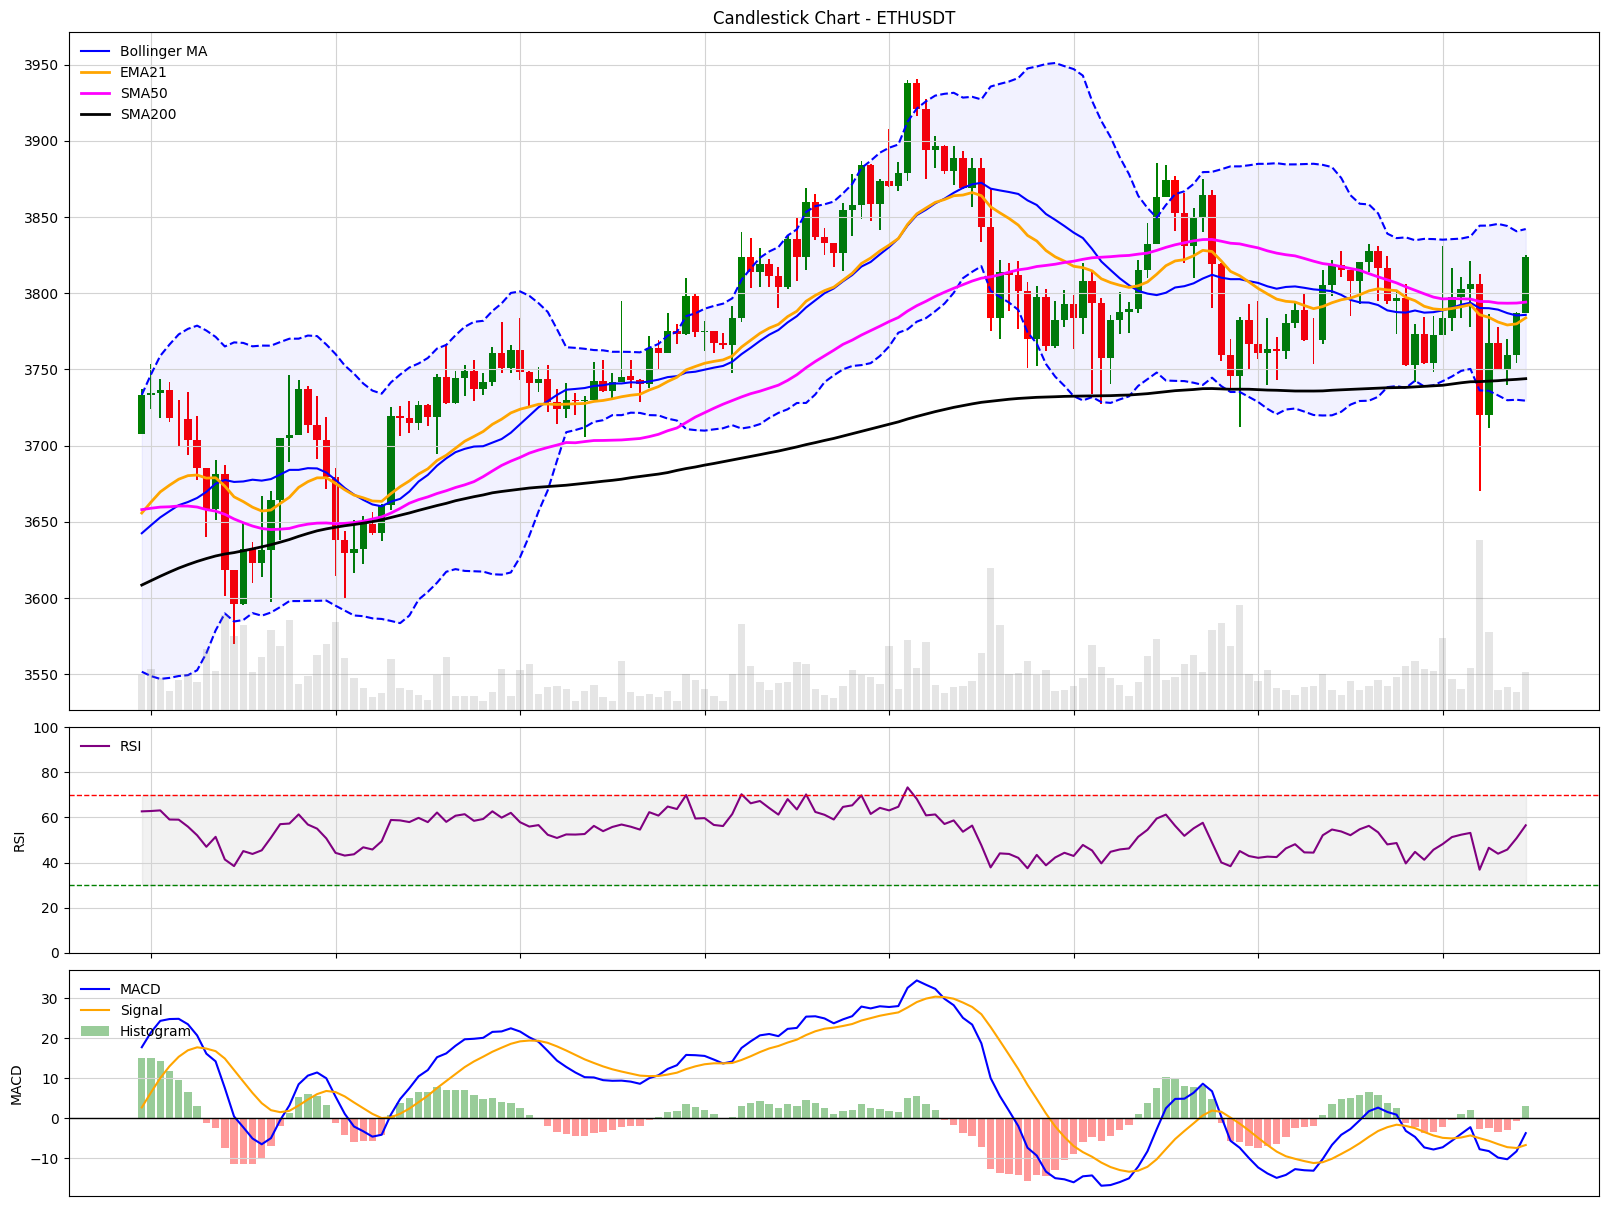 Candlestick Chart - ETHUSDT
Bollinger MA
EMA21
SMA50
SMA200
3950
3900
3850
3800
3750
3700
3650
3600
3550
RSI
100
80
60
40
20
0
RSI
MACD
Signal
Histogram
30
20
10
0
−10
MACD